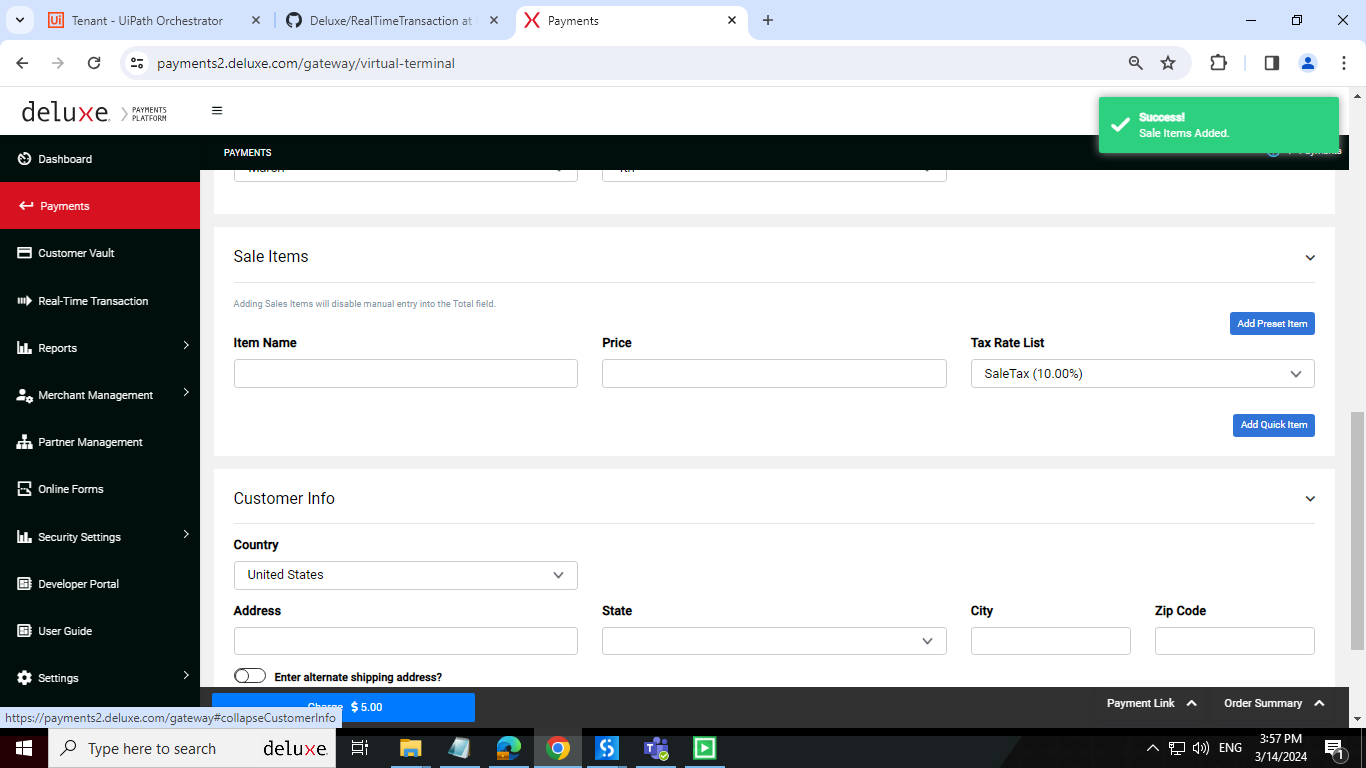 Tenant - UiPath Orchestrator
Deluxe/RealTimeTransaction at
Payments
payments2.deluxe.com/gateway/virtual-terminal
deluxe.
PAYMENTS
PLATFORM
Success!
Sale Items Added.
PAYMENTS
Dashboard
Payments
Customer Vault
Real-Time Transaction
Reports
Merchant Management
Partner Management
Online Forms
Security Settings
Developer Portal
User Guide
Settings
March
Sale Items
Adding Sales Items will disable manual entry into the Total field.
Add Preset Item
Item Name
Price
Tax Rate List
SaleTax (10.00%)
Add Quick Item
Customer Info
Country
United States
Address
State
City
Zip Code
Enter alternate shipping address?
Charge $ 5.00
Payment Link
Order Summary
https://payments2.deluxe.com/gateway#collapseCustomerInfo
Type here to search
deluxe.
ENG
3:57 PM
3/14/2024
1